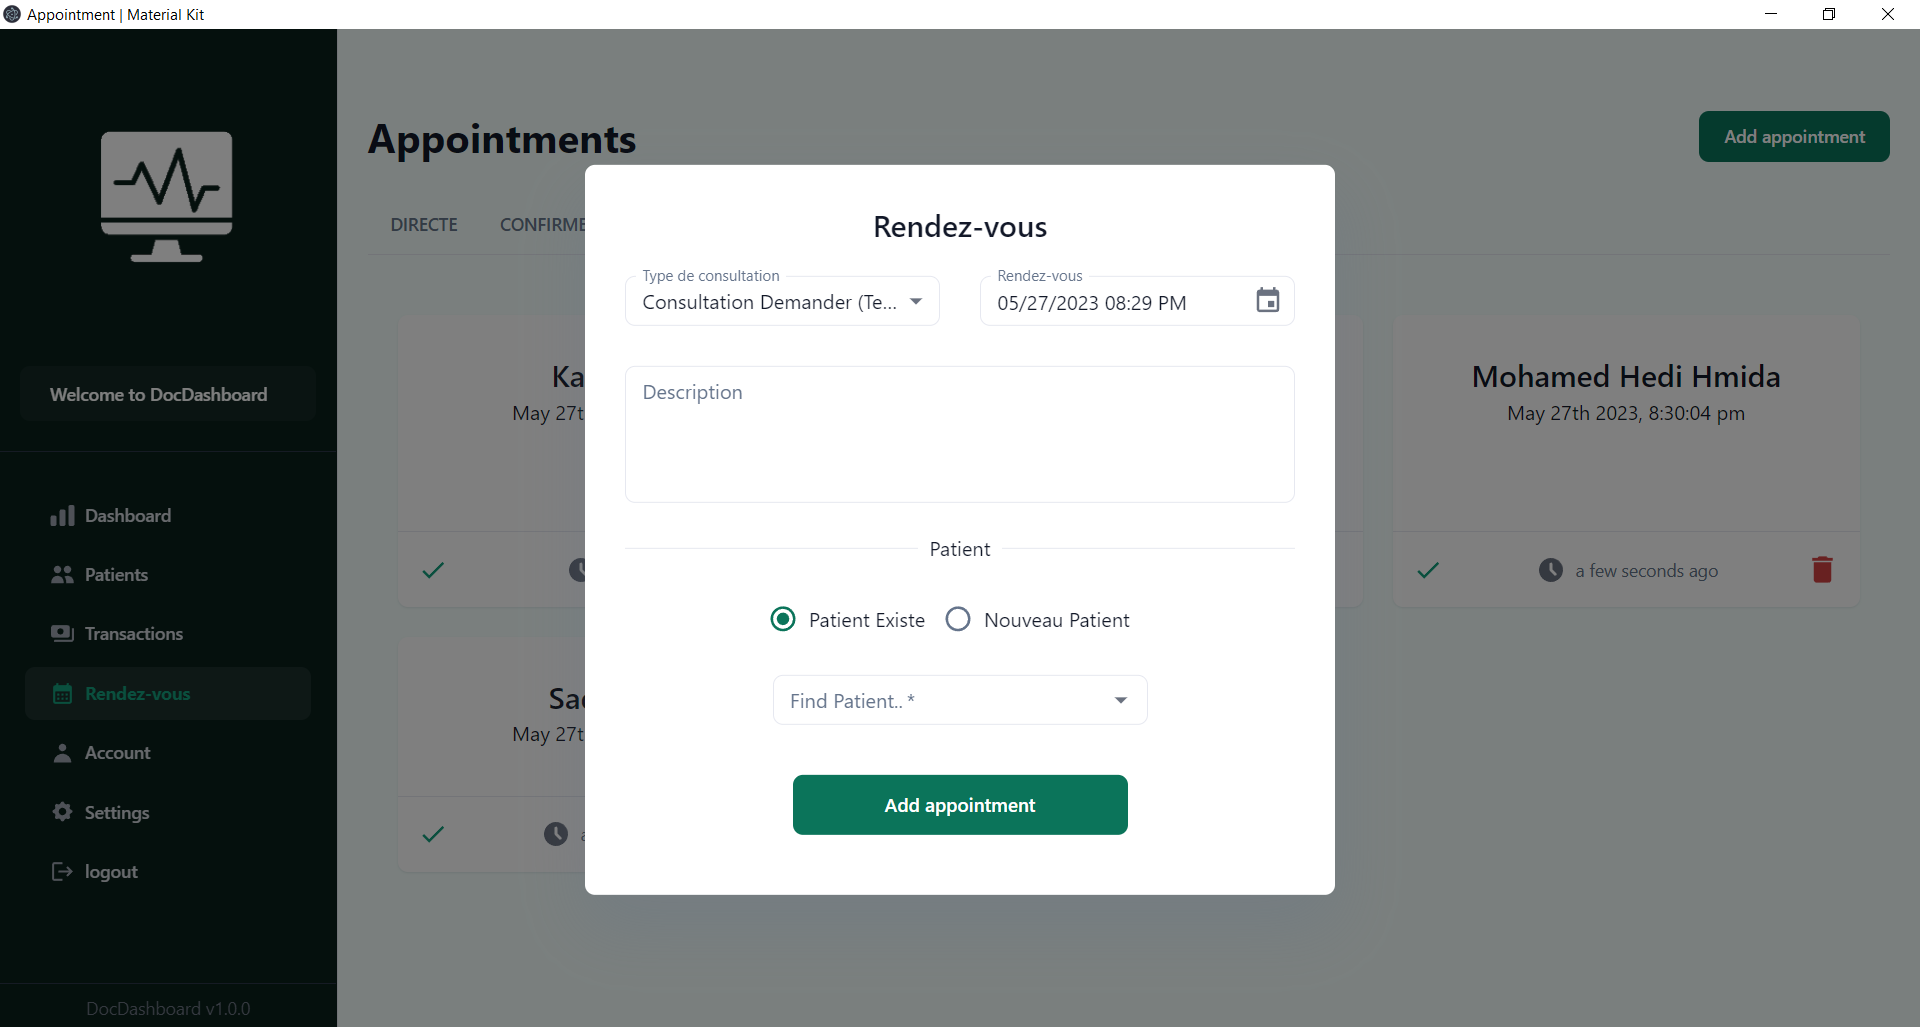 Appointment | Material Kit
Welcome to DocDashboard
Dashboard
Patients
Transactions
Rendez-vous
Account
Settings
logout
DocDashboard v1.0.0
Appointments
Add appointment
DIRECTE
CONFIRME
Ka
May 27t
Mohamed Hedi Hmida
May 27th 2023, 8:30:04 pm
a few seconds ago
Sa
May 27t
Rendez-vous
Type de consultation
Consultation Demander (Te...
Rendez-vous
05/27/2023 08:29 PM
Description
Patient
Patient Existe
Nouveau Patient
Find Patient.. *
Add appointment